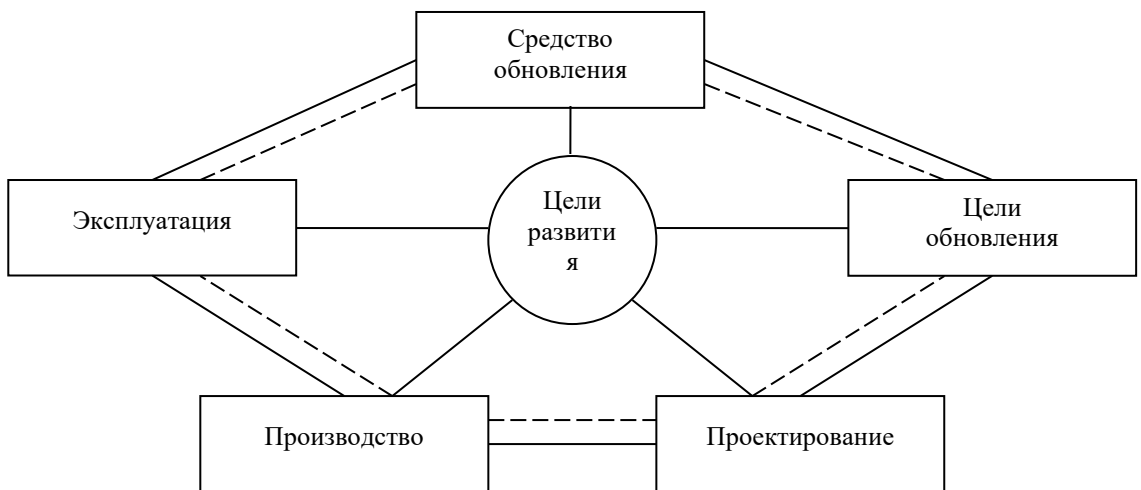 Средство
обновления
Эксплуатация
Цели
развити
я
Цели
обновления
Производство
Проектирование